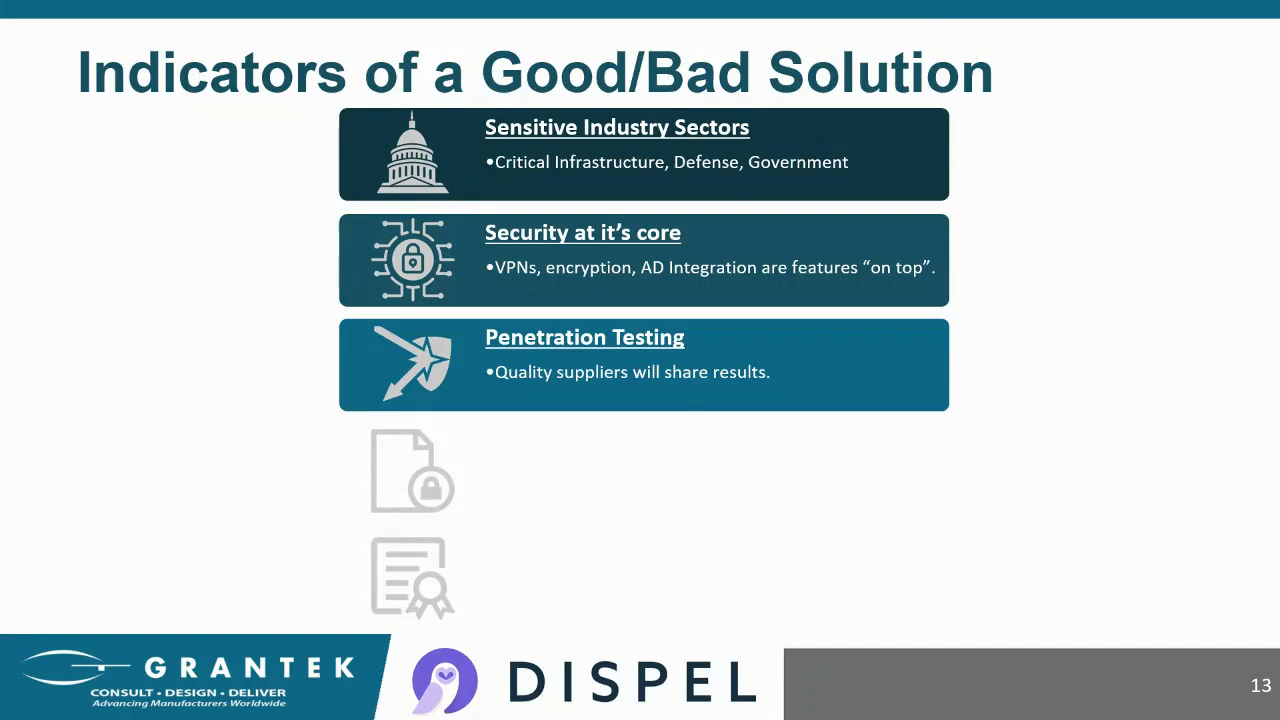 Indicators of a Good/Bad Solution
Sensitive Industry Sectors
•Critical Infrastructure, Defense, Government
Security at it’s core
•VPNs, encryption, AD Integration are features “on top”.
Penetration Testing
•Quality suppliers will share results.
GRANTEK
CONSULT • DESIGN • DELIVER
Advancing Manufacturers Worldwide
DISPEL
13